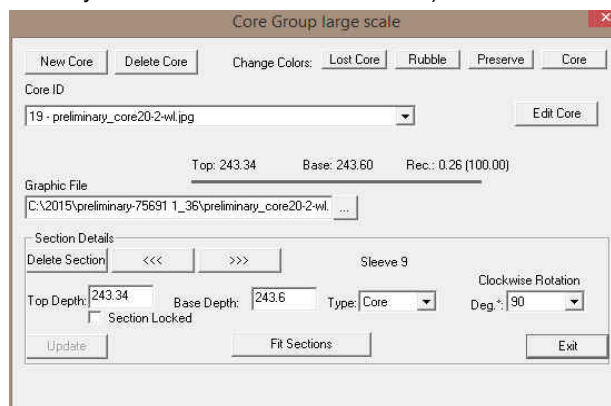 Core Group large scale
New Core Delete Core Change Colors: Lost Core Rubble Preserve Core
Core ID
19 - preliminary_core20-2-wl.jpg Edit Core
Top: 243.34 Base: 243.60 Rec.: 0.26 (100.00)
Graphic File
C:\2015\preliminary-75691 1_36\preliminary_core20-2-wl. ...
Section Details
Delete Section <<< >>> Sleeve 9
Clockwise Rotation
Top Depth: 243.34 Base Depth: 243.6 Type: Core Deg.*: 90
Section Locked
Update Fit Sections Exit